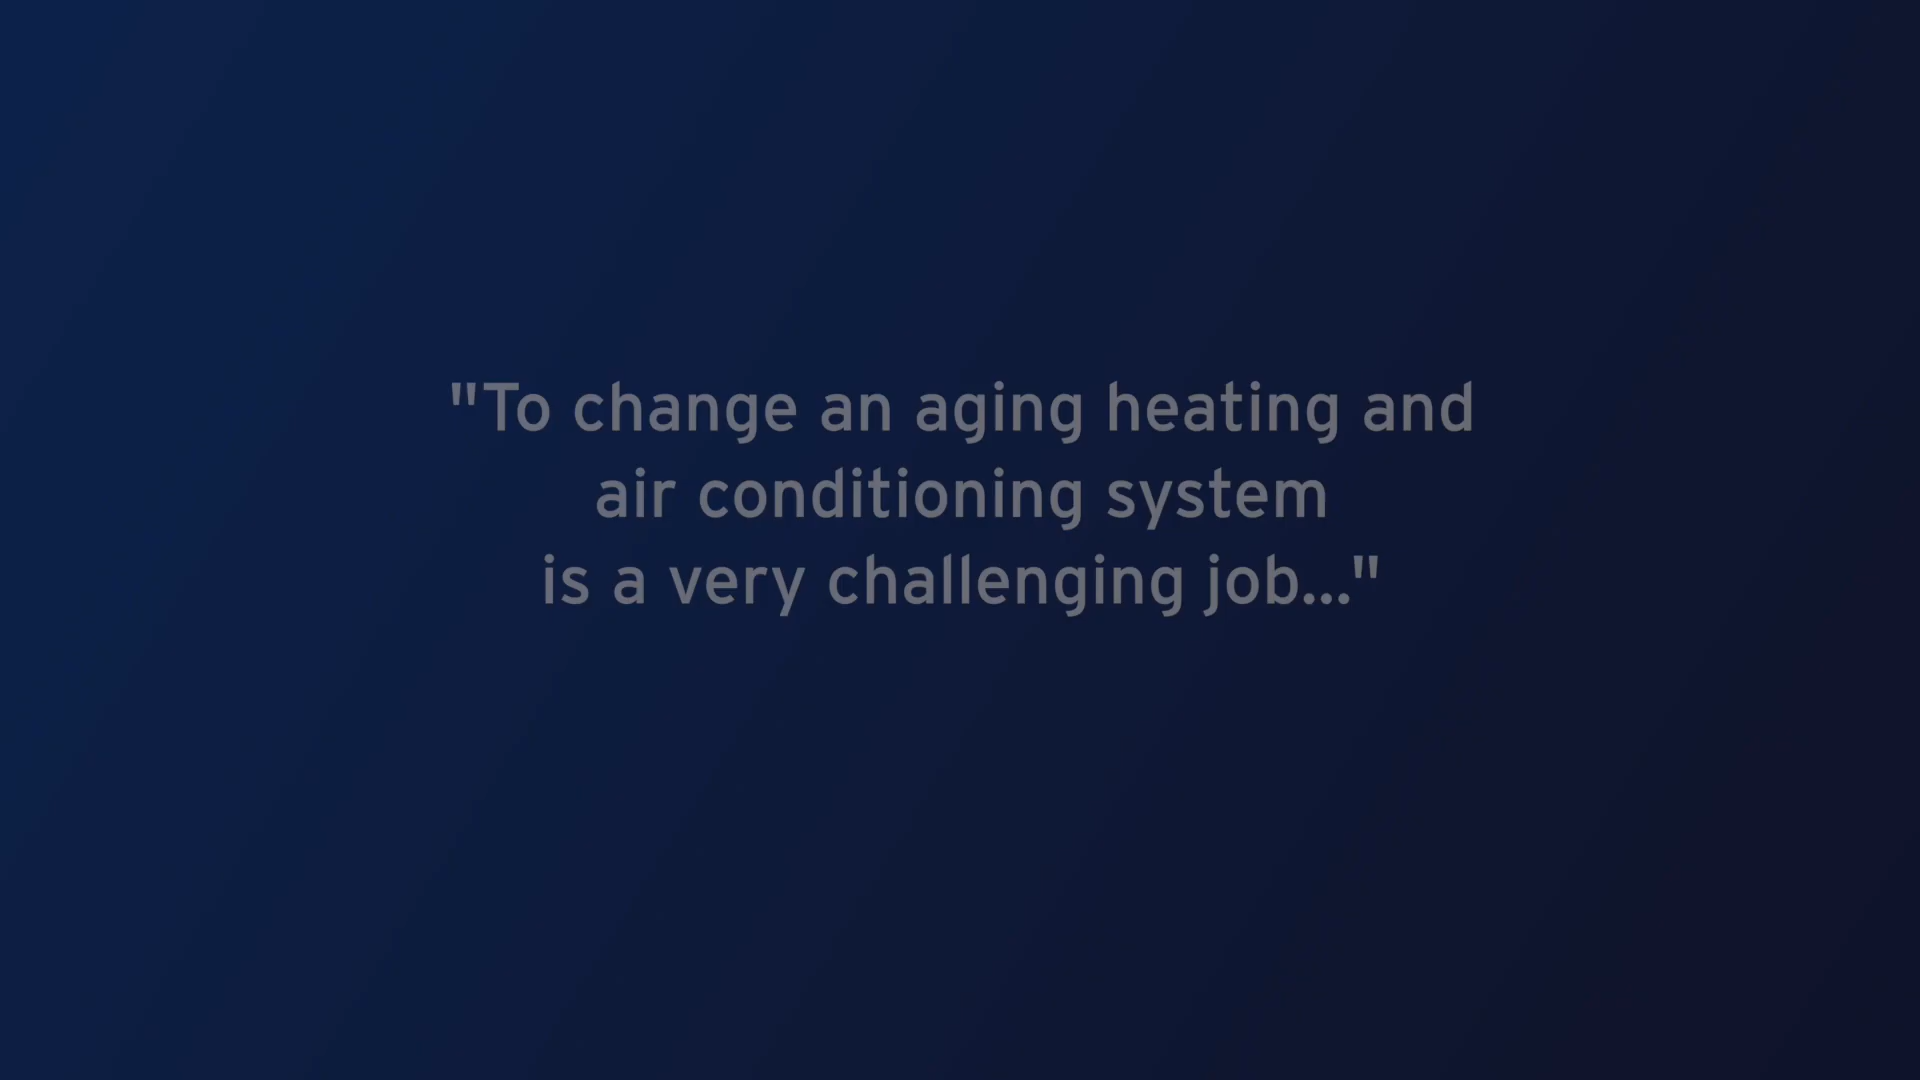 "To change an aging heating and
air conditioning system
is a very challenging job..."